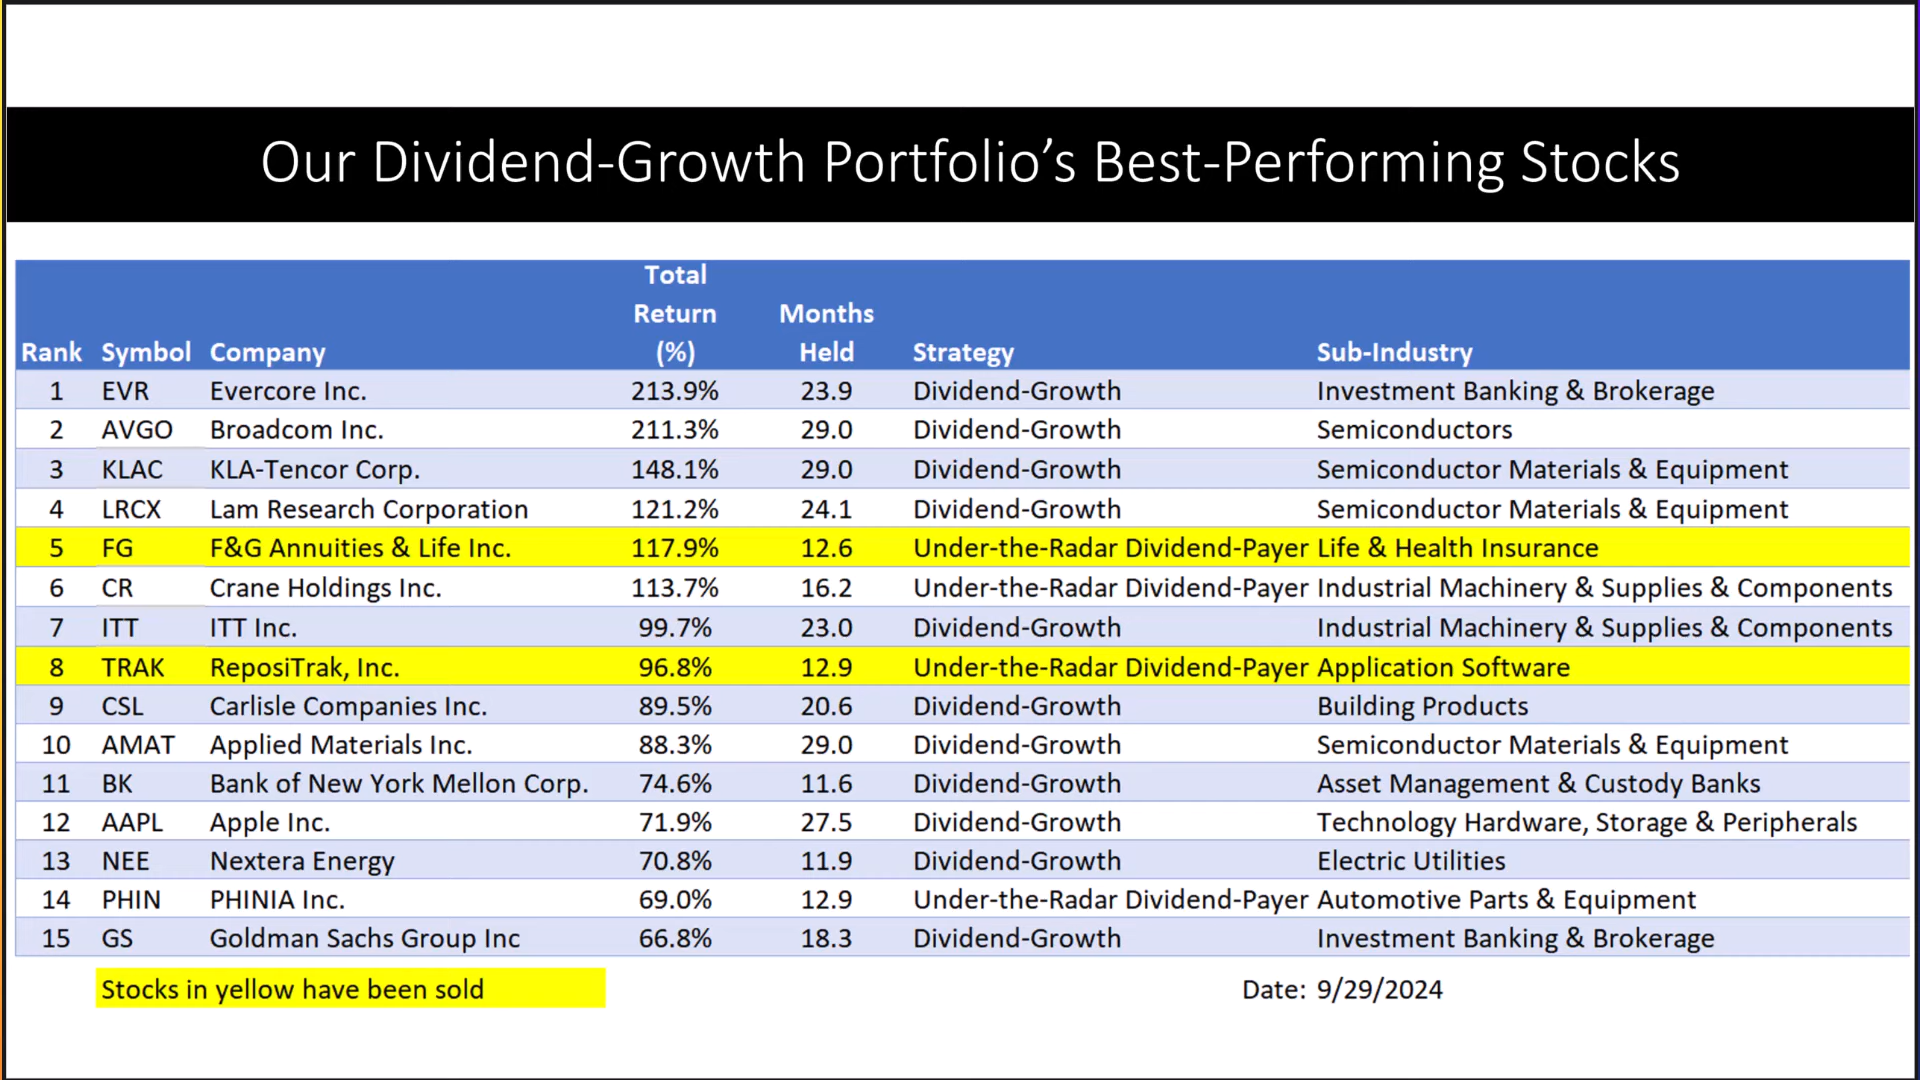 Our Dividend-Growth Portfolio’s Best-Performing Stocks
Total
Return Months
Rank Symbol Company (%) Held Strategy Sub-Industry
1 EVR Evercore Inc. 213.9% 23.9 Dividend-Growth Investment Banking & Brokerage
2 AVGO Broadcom Inc. 211.3% 29.0 Dividend-Growth Semiconductors
3 KLAC KLA-Tencor Corp. 148.1% 29.0 Dividend-Growth Semiconductor Materials & Equipment
4 LRCX Lam Research Corporation 121.2% 24.1 Dividend-Growth Semiconductor Materials & Equipment
5 FG F&G Annuities & Life Inc. 117.9% 12.6 Under-the-Radar Dividend-Payer Life & Health Insurance
6 CR Crane Holdings Inc. 113.7% 16.2 Under-the-Radar Dividend-Payer Industrial Machinery & Supplies & Components
7 ITT ITT Inc. 99.7% 23.0 Dividend-Growth Industrial Machinery & Supplies & Components
8 TRAK ReposiTrak, Inc. 96.8% 12.9 Under-the-Radar Dividend-Payer Application Software
9 CSL Carlisle Companies Inc. 89.5% 20.6 Dividend-Growth Building Products
10 AMAT Applied Materials Inc. 88.3% 29.0 Dividend-Growth Semiconductor Materials & Equipment
11 BK Bank of New York Mellon Corp. 74.6% 11.6 Dividend-Growth Asset Management & Custody Banks
12 AAPL Apple Inc. 71.9% 27.5 Dividend-Growth Technology Hardware, Storage & Peripherals
13 NEE Nextera Energy 70.8% 11.9 Dividend-Growth Electric Utilities
14 PHIN PHINIA Inc. 69.0% 12.9 Under-the-Radar Dividend-Payer Automotive Parts & Equipment
15 GS Goldman Sachs Group Inc 66.8% 18.3 Dividend-Growth Investment Banking & Brokerage
Stocks in yellow have been sold Date: 9/29/2024